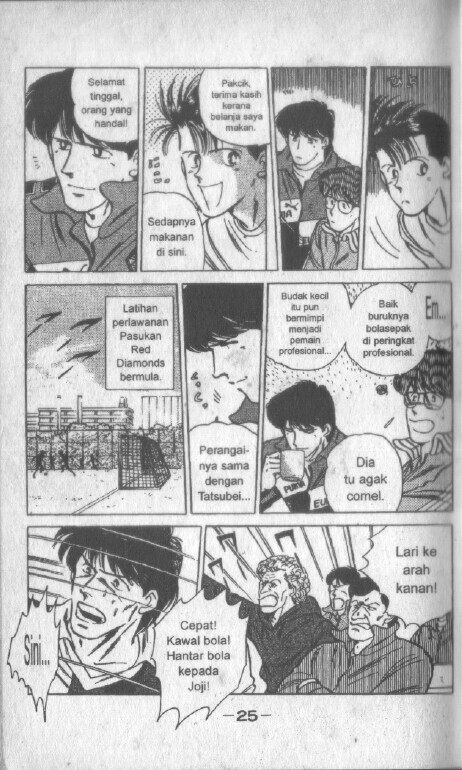 Pakcik,
terima kasih
kerana
belanja saya
makan.
Sedapnya
makanan
di sini.
Selamat
tinggal,
orang yang
handal!
Em...
Baik
buruknya
bolasepak
di peringkat
profesional.
Budak kecil
itu pun
bermimpi
menjadi
pemain
profesional...
Dia
tu agak
comel.
Perangai-
nya sama
dengan
Tatsubei...
Latihan
perlawanan
Pasukan
Red
Diamonds
bermula.
Lari ke
arah
kanan!
Cepat!
Kawal bola!
Hantar bola
kepada
Joji!
Sini...
-25-